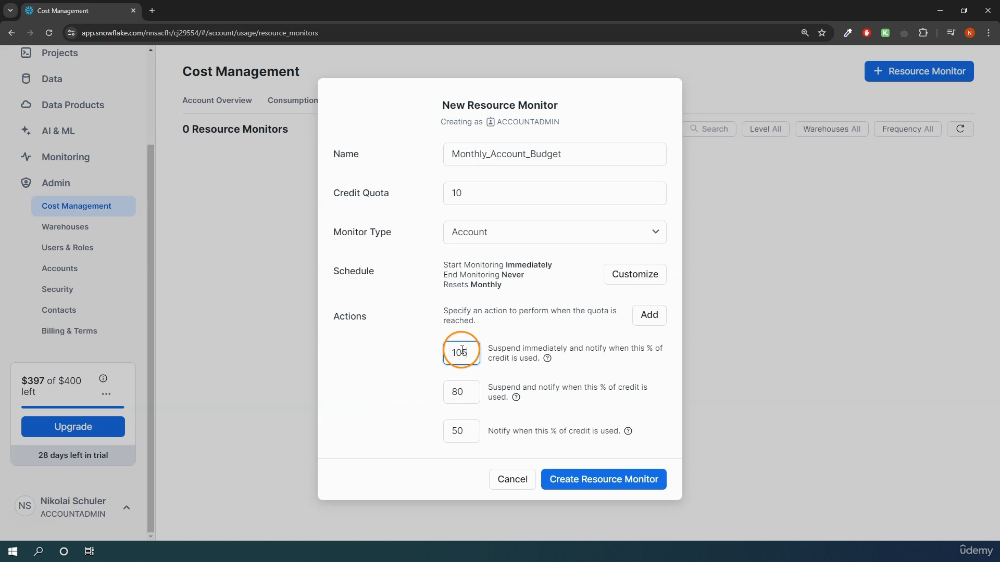 Cost Management
app.snowflake.com/nnsacfh/cj29554/#/account/usage/resource_monitors
K
N
Projects
Data
Data Products
AI & ML
Monitoring
Admin
Cost Management
Warehouses
Users & Roles
Accounts
Security
Contacts
Billing & Terms
$397 of $400
left
Upgrade
28 days left in trial
NS
Nikolai Schuler
ACCOUNTADMIN
Cost Management
+ Resource Monitor
Account Overview
Consumption
0 Resource Monitors
Search
Level All
Warehouses All
Frequency All
New Resource Monitor
Creating as ACCOUNTADMIN
Name
Monthly_Account_Budget
Credit Quota
10
Monitor Type
Account
Schedule
Start Monitoring Immediately
End Monitoring Never
Resets Monthly
Customize
Actions
Specify an action to perform when the quota is
reached.
Add
105
Suspend immediately and notify when this % of
credit is used.
80
Suspend and notify when this % of credit is
used.
50
Notify when this % of credit is used.
Cancel
Create Resource Monitor
ûdemy